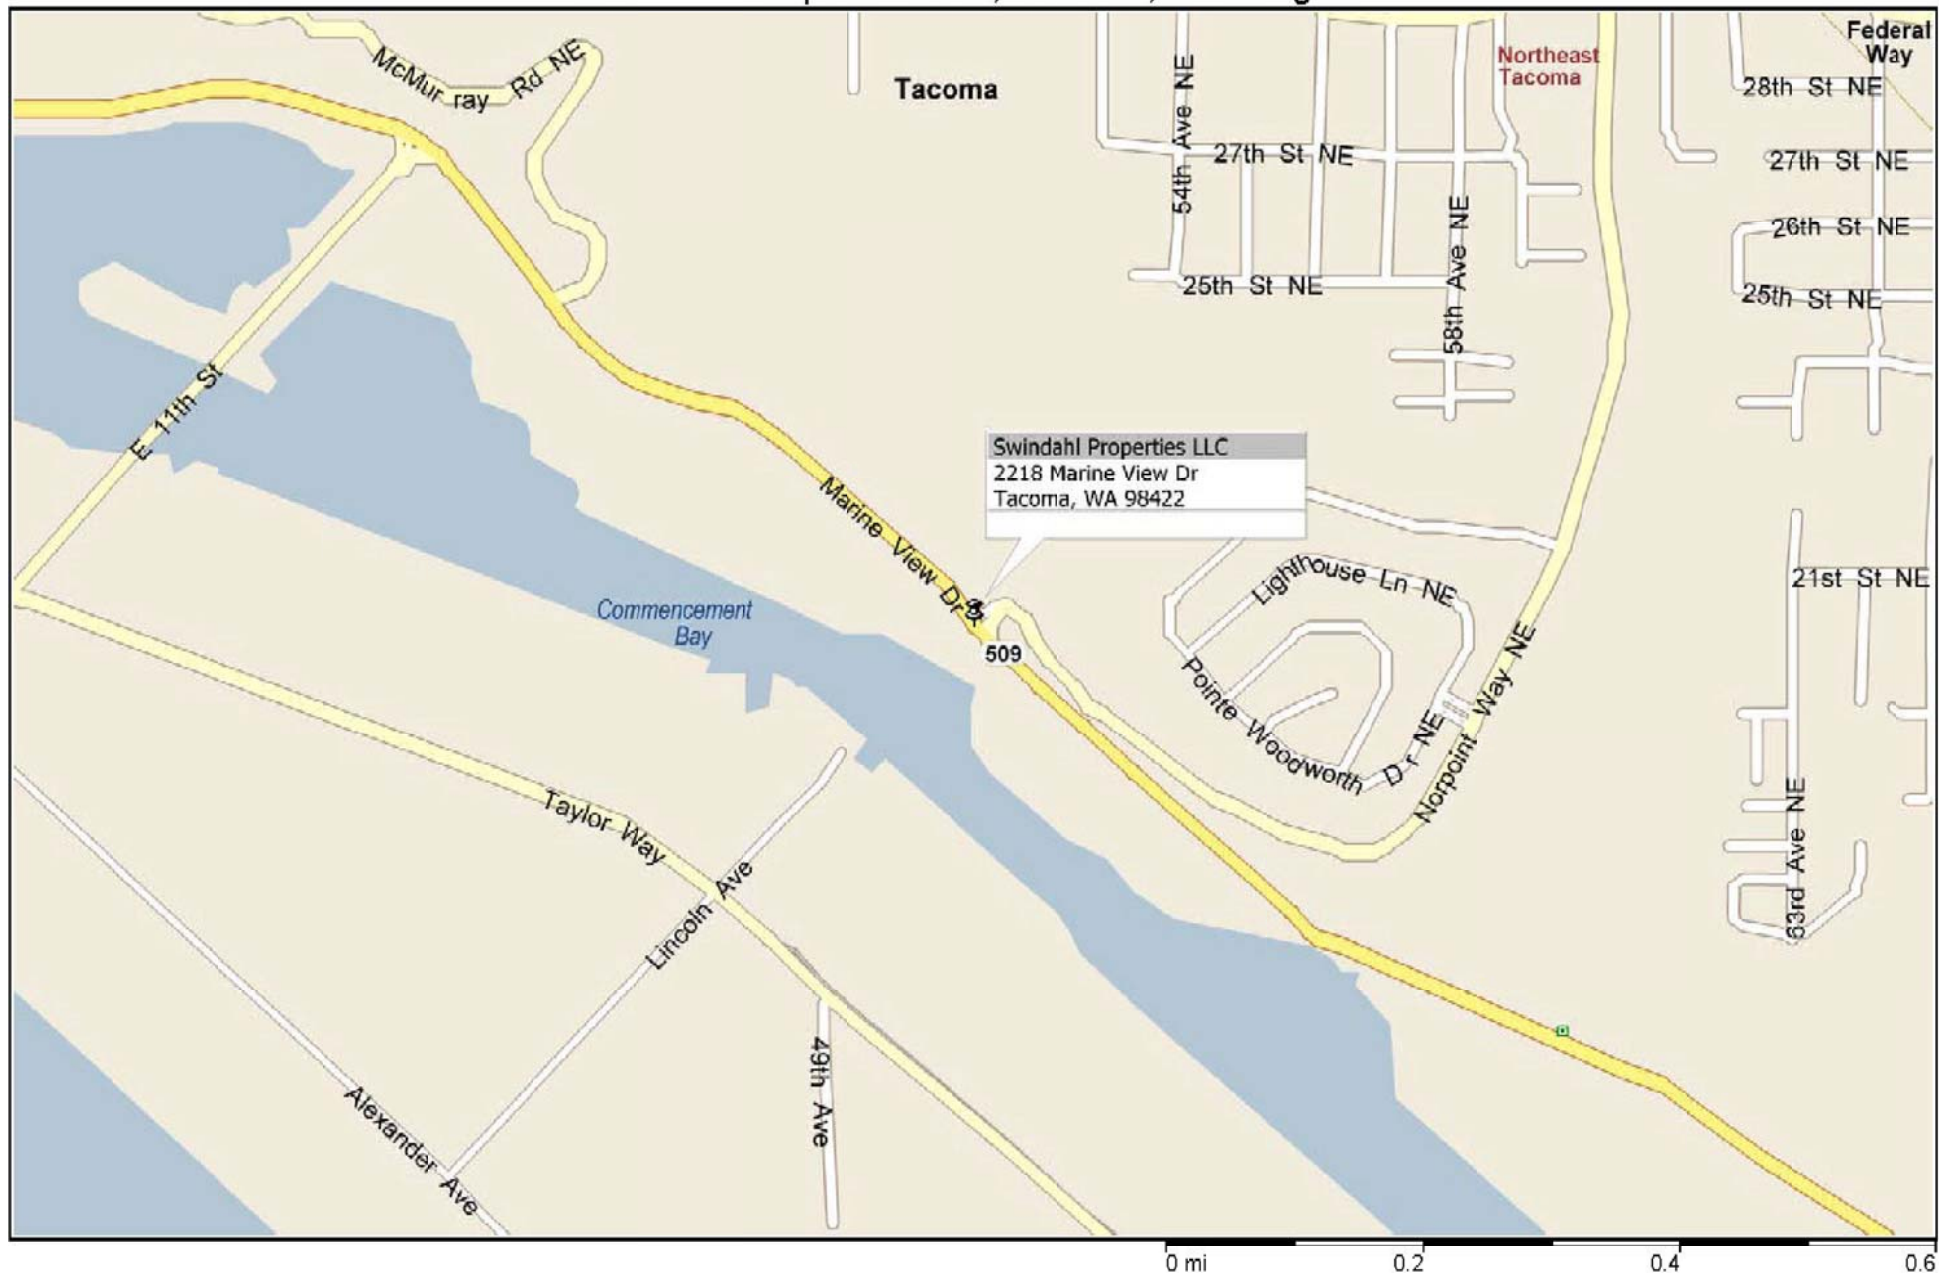 McMurray Rd NE
Tacoma
54th Ave NE
Northeast
Tacoma
Federal
Way
28th St NE
27th St NE
27th St NE
26th St NE
25th St NE
25th St NE
58th Ave NE
E 11th St
Swindahl Properties LLC
2218 Marine View Dr
Tacoma, WA 98422
Marine View Dr
509
Commencement
Bay
Lighthouse Ln NE
21st St NE
Pointe Woodworth Dr NE
Norpoint Way NE
63rd Ave NE
Taylor Way
Lincoln Ave
49th Ave
Alexander Ave
0 mi 0.2 0.4 0.6